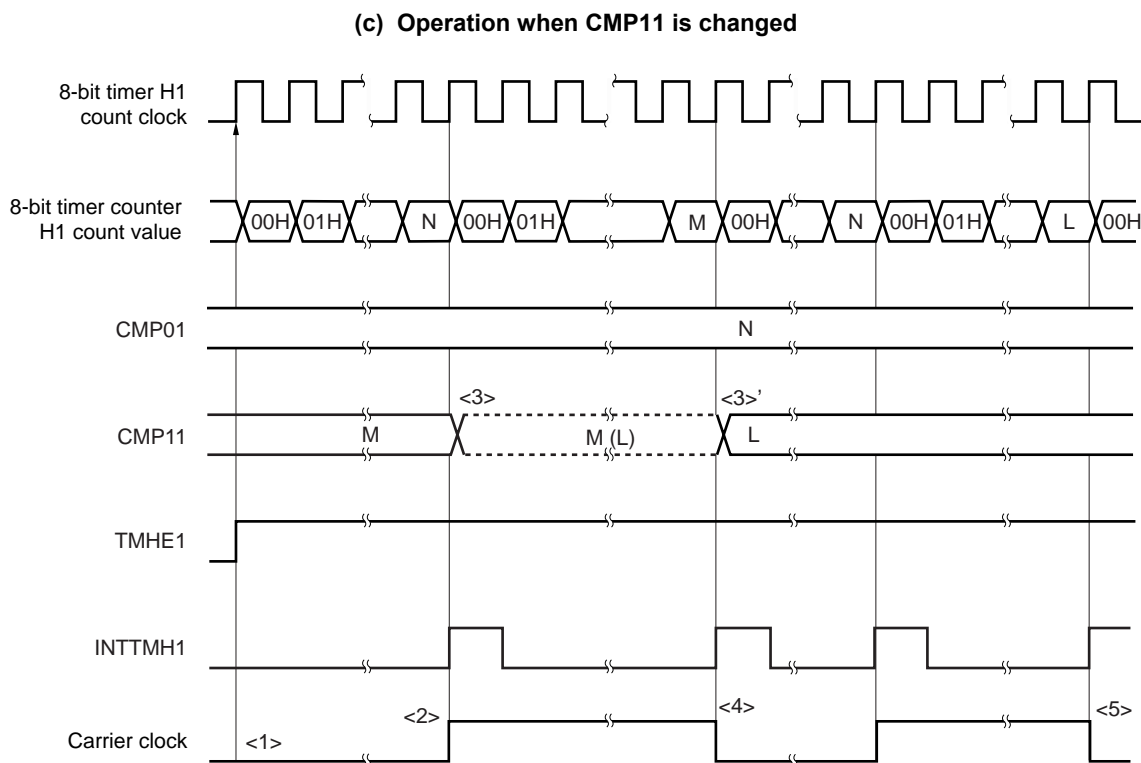 (c) Operation when CMP11 is changed
8-bit timer H1
count clock
8-bit timer counter
H1 count value
00H 01H N 00H 01H M 00H N 00H 01H L 00H
CMP01
N
<3> <3>’
CMP11
M M (L) L
TMHE1
INTTMH1
<2> <4> <5>
Carrier clock
<1>